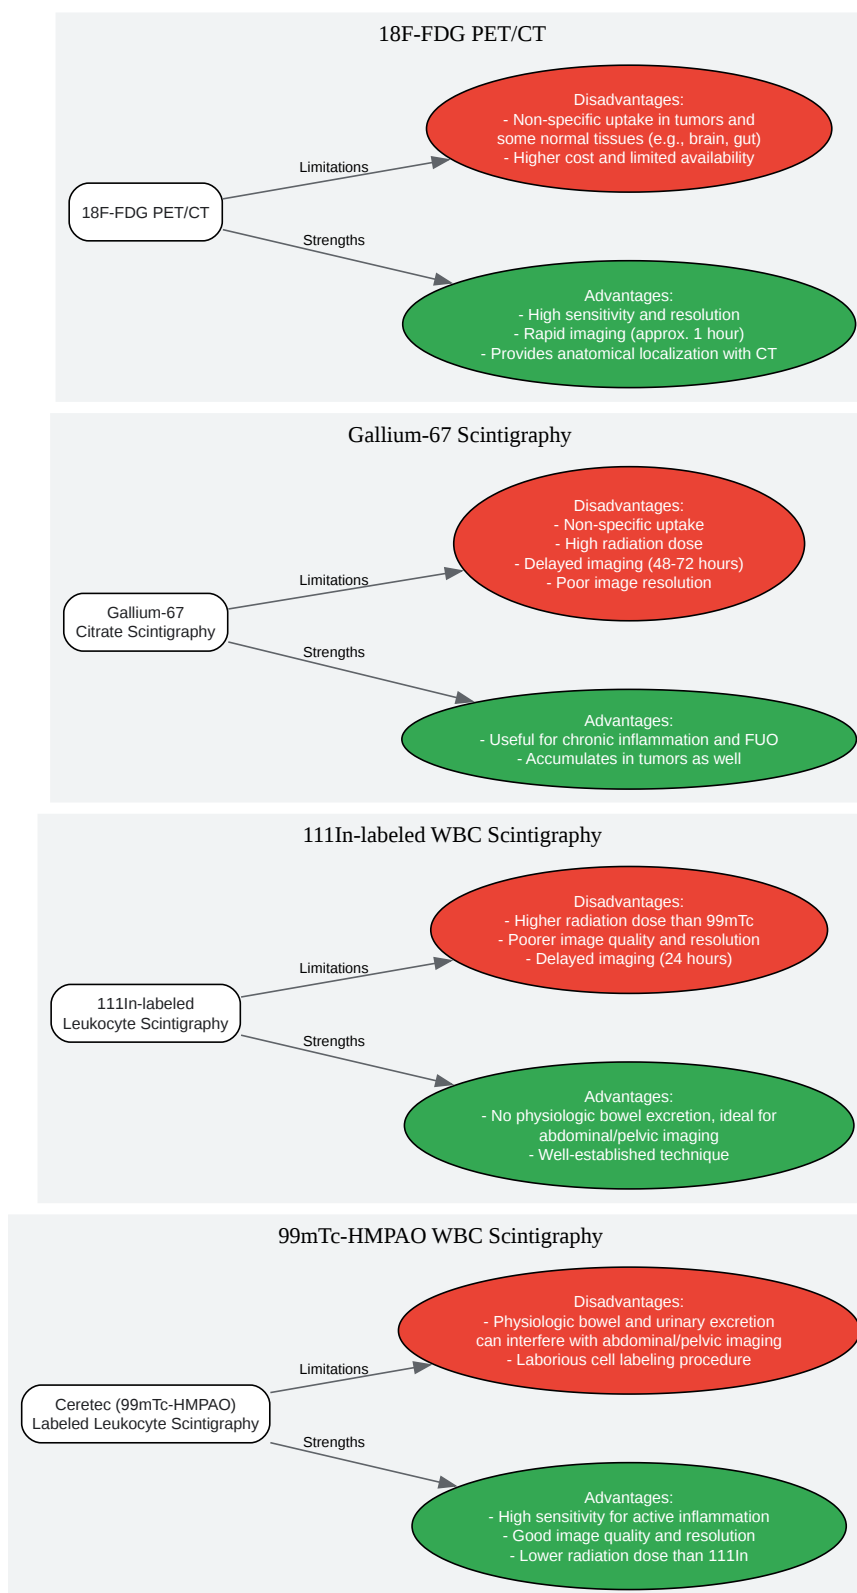 18F-FDG PET/CT
Disadvantages:
- Non-specific uptake in tumors and
some normal tissues (e.g., brain, gut)
- Higher cost and limited availability
Limitations
18F-FDG PET/CT
Strengths
Advantages:
- High sensitivity and resolution
- Rapid imaging (approx. 1 hour)
- Provides anatomical localization with CT
Gallium-67 Scintigraphy
Disadvantages:
- Non-specific uptake
- High radiation dose
- Delayed imaging (48-72 hours)
- Poor image resolution
Limitations
Gallium-67
Citrate Scintigraphy
Strengths
Advantages:
- Useful for chronic inflammation and FUO
- Accumulates in tumors as well
111In-labeled WBC Scintigraphy
Disadvantages:
- Higher radiation dose than 99mTc
- Poorer image quality and resolution
- Delayed imaging (24 hours)
Limitations
111In-labeled
Leukocyte Scintigraphy
Strengths
Advantages:
- No physiologic bowel excretion, ideal for
abdominal/pelvic imaging
- Well-established technique
99mTc-HMPAO WBC Scintigraphy
Disadvantages:
- Physiologic bowel and urinary excretion
can interfere with abdominal/pelvic imaging
- Laborious cell labeling procedure
Limitations
Ceretec (99mTc-HMPAO)
Labeled Leukocyte Scintigraphy
Strengths
Advantages:
- High sensitivity for active inflammation
- Good image quality and resolution
- Lower radiation dose than 111In